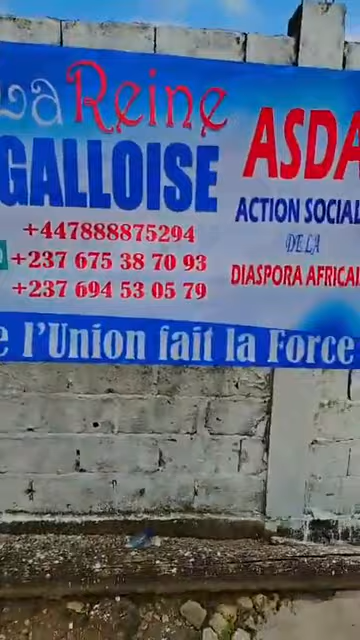 La Reine
GALLOISE
+447888875294
+237 675 38 70 93
+237 694 53 05 79
ASDA
ACTION SOCIAL
DE LA
DIASPORA AFRICAI
e l'Union fait la Force